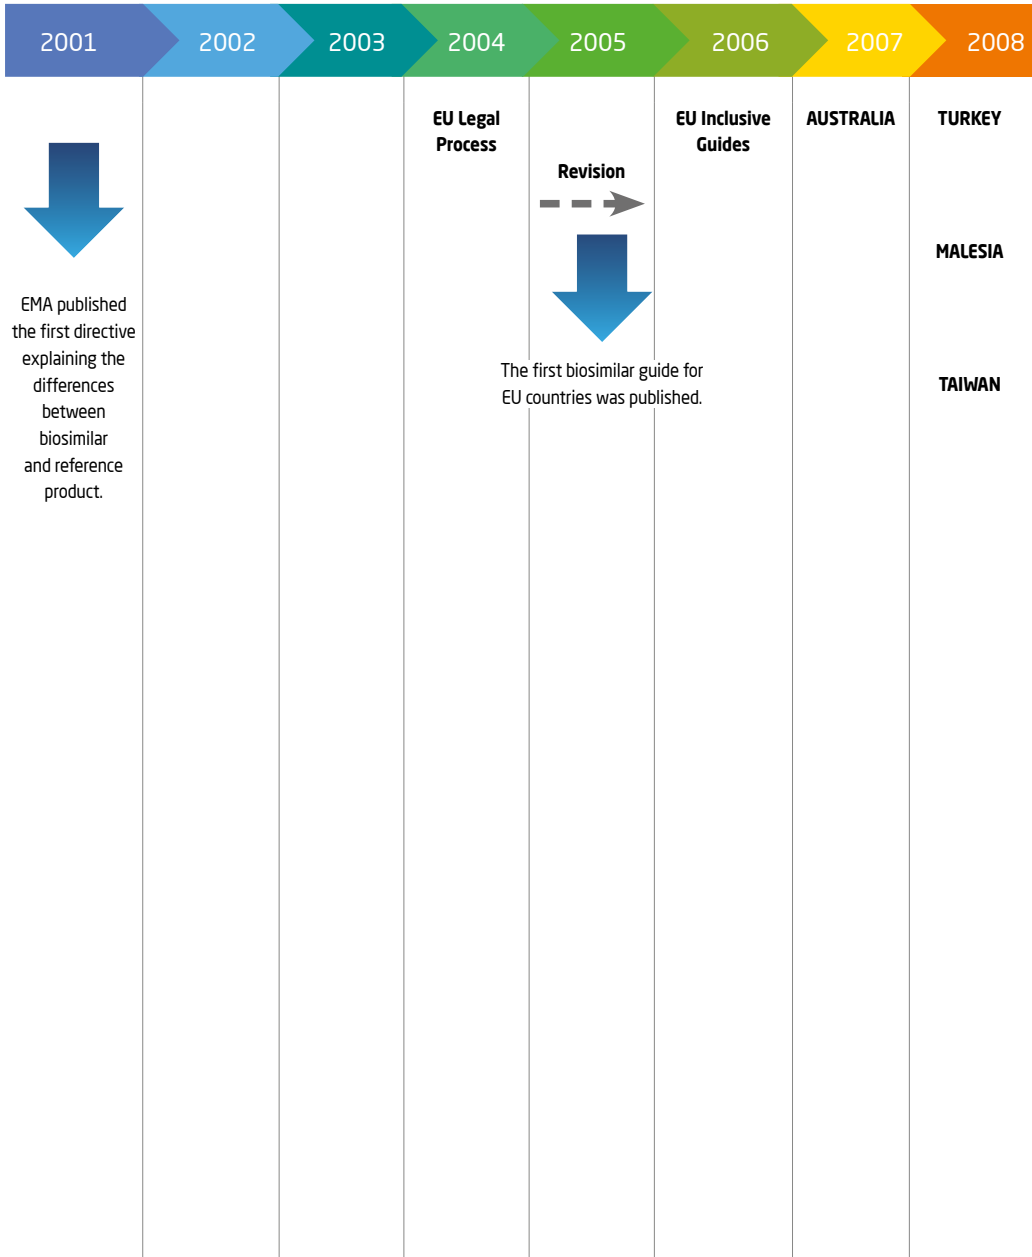 2001
2002
2003
2004
2005
2006
2007
2008
EMA published
the first directive
explaining the
differences
between
biosimilar
and reference
product.
EU Legal
Process
Revision
The first biosimilar guide for
EU countries was published.
EU Inclusive
Guides
AUSTRALIA
TURKEY
MALESIA
TAIWAN